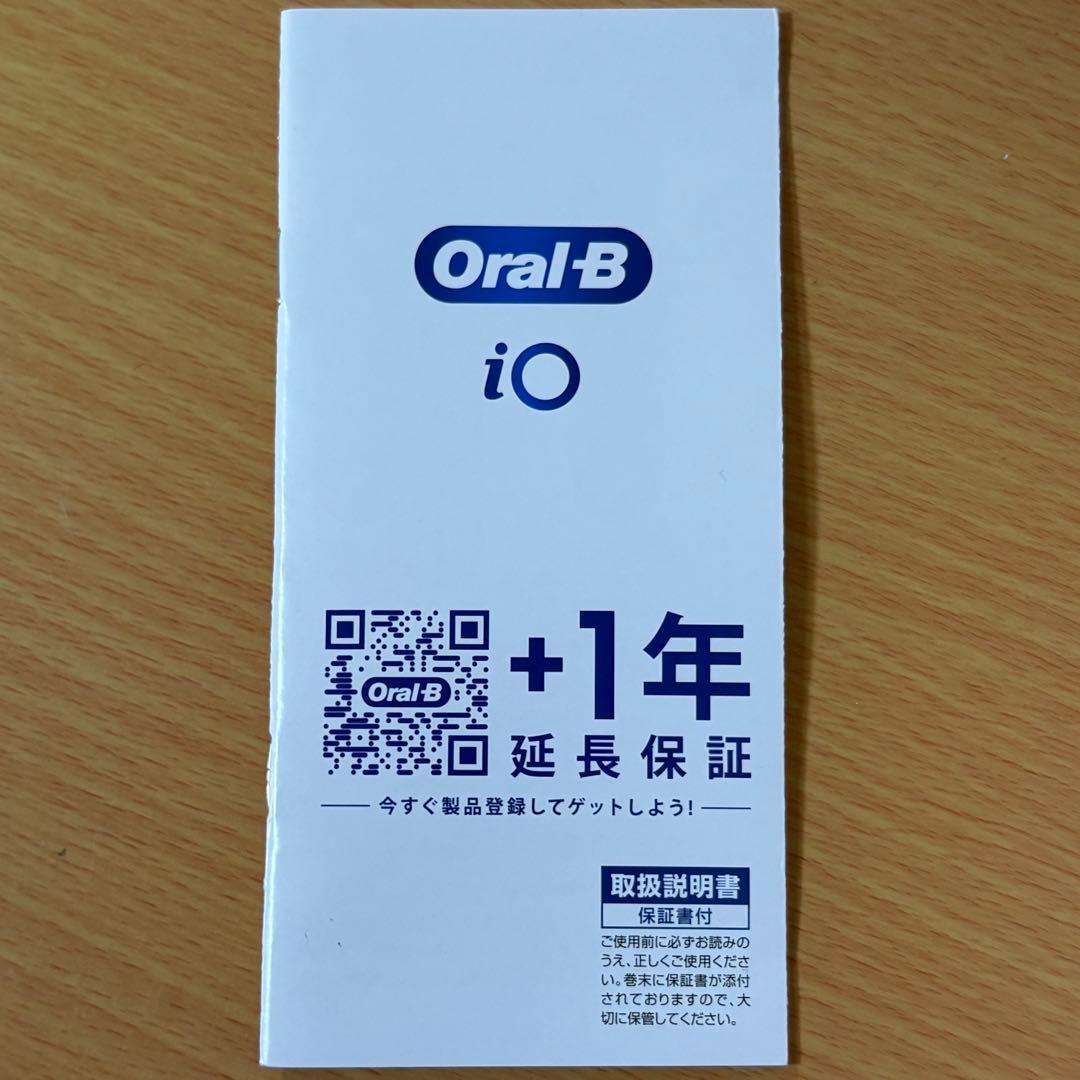 Oral-B
iO
Oral-B
+1年
延長保証
今すぐ製品登録してゲットしよう!
取扱説明書
保証書付
ご使用前に必ずお読みの
うえ、正しくご使用くださ
い。巻末に保証書が添付
されておりますので、大
切に保管してください。